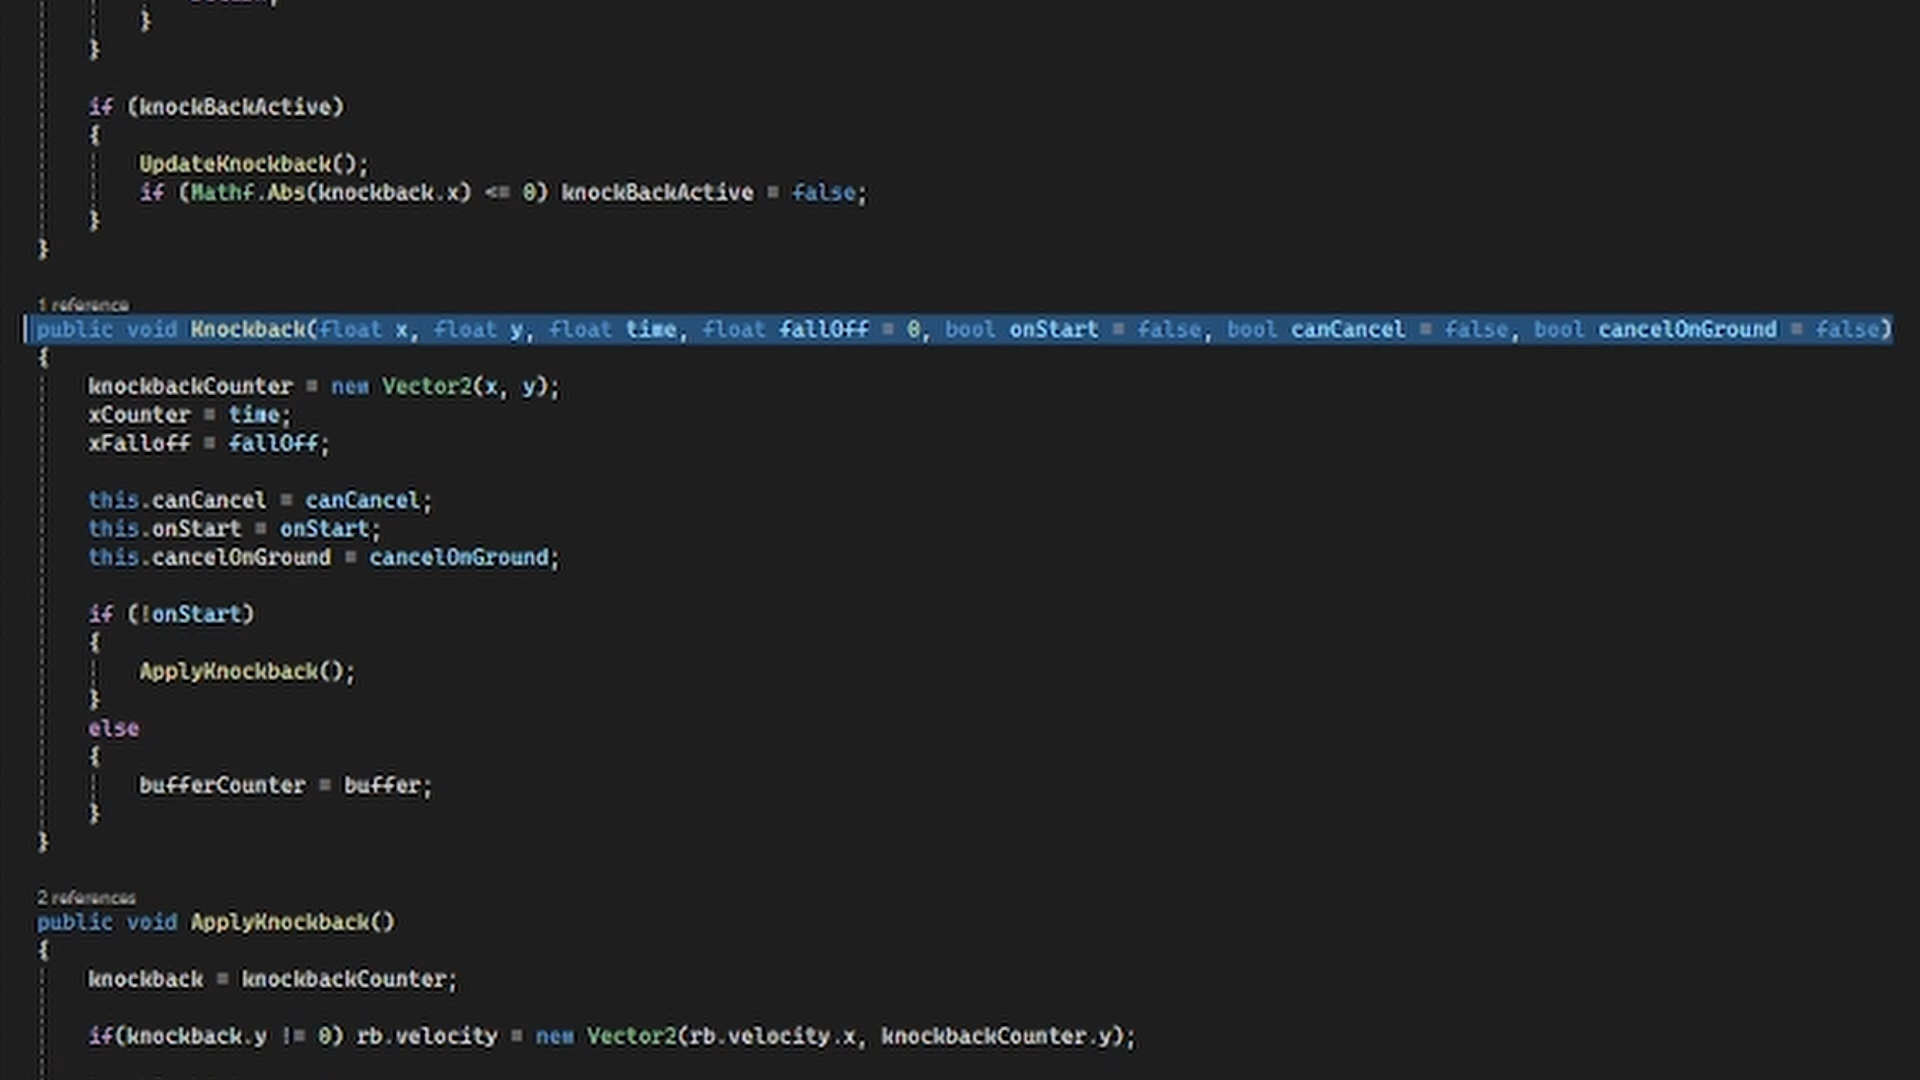 }
}
if (knockBackActive)
{
UpdateKnockback();
if (Mathf.Abs(knockback.x) <= 0) knockBackActive = false;
}
}
1 reference
public void Knockback(float x, float y, float time, float fallOff = 0, bool onStart = false, bool canCancel = false, bool cancelOnGround = false)
{
knockbackCounter = new Vector2(x, y);
xCounter = time;
xFalloff = fallOff;
this.canCancel = canCancel;
this.onStart = onStart;
this.cancelOnGround = cancelOnGround;
if (!onStart)
{
ApplyKnockback();
}
else
{
bufferCounter = buffer;
}
}
2 references
public void ApplyKnockback()
{
knockback = knockbackCounter;
if(knockback.y != 0) rb.velocity = new Vector2(rb.velocity.x, knockbackCounter.y);